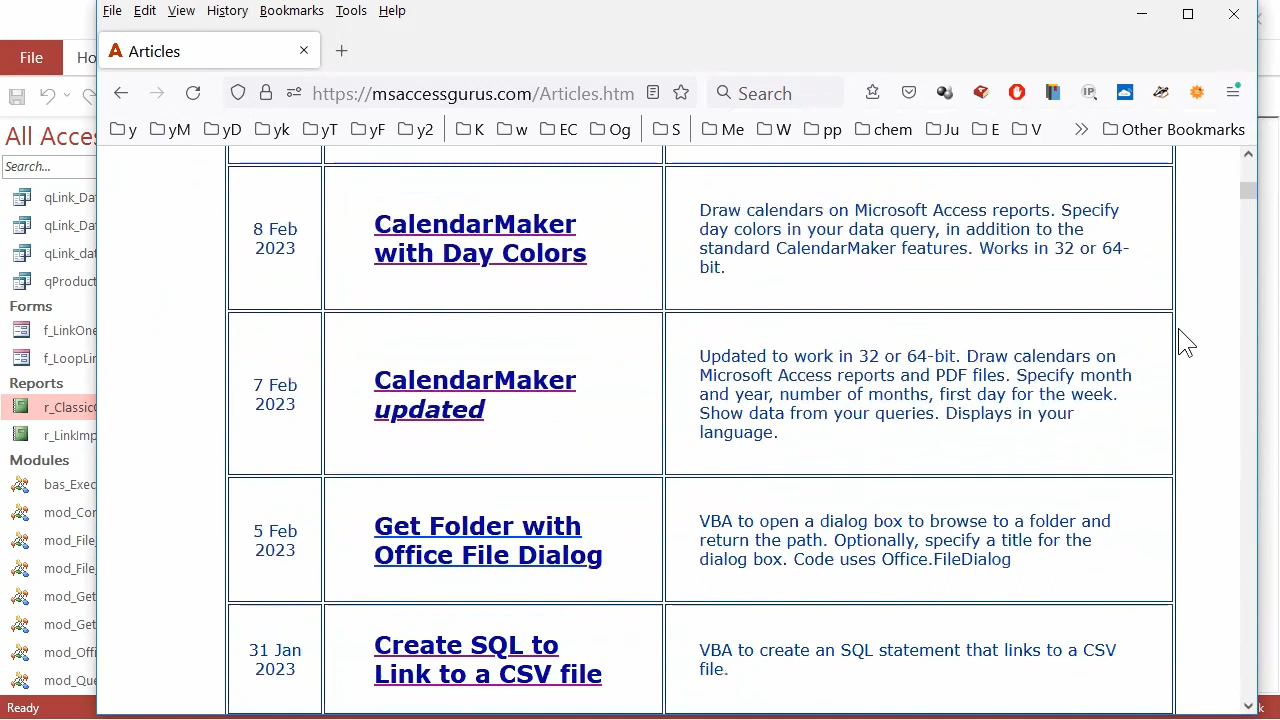 File Edit View History Bookmarks Tools Help
File Ho
Articles
https://msaccessgurus.com/Articles.htm
Search
y yM yD yk yT yF y2 K w EC Og S Me W pp chem Ju E V Other Bookmarks
All Acces
Search...
qLink_Dat
qLink_Dat
qLink_dat
qProduct
Forms
f_LinkOne
f_LoopLin
Reports
r_ClassicC
r_LinkImp
Modules
bas_Exec
mod_Cor
mod_File_
mod_File_
mod_Get
mod_Get
mod_Offi
mod_Que
Ready
8 Feb
2023
CalendarMaker
with Day Colors
Draw calendars on Microsoft Access reports. Specify
day colors in your data query, in addition to the
standard CalendarMaker features. Works in 32 or 64-
bit.
7 Feb
2023
CalendarMaker
updated
Updated to work in 32 or 64-bit. Draw calendars on
Microsoft Access reports and PDF files. Specify month
and year, number of months, first day for the week.
Show data from your queries. Displays in your
language.
5 Feb
2023
Get Folder with
Office File Dialog
VBA to open a dialog box to browse to a folder and
return the path. Optionally, specify a title for the
dialog box. Code uses Office.FileDialog
31 Jan
2023
Create SQL to
Link to a CSV file
VBA to create an SQL statement that links to a CSV
file.